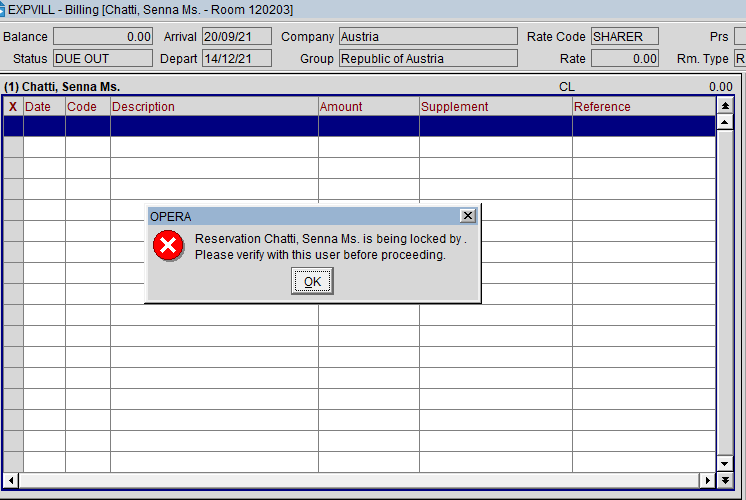 EXPVILL - Billing [Chatti, Senna Ms. - Room 120203]
Balance 0.00 Arrival 20/09/21 Company Austria Rate Code SHARER Prs
Status DUE OUT Depart 14/12/21 Group Republic of Austria Rate 0.00 Rm. Type R
(1) Chatti, Senna Ms. CL 0.00
X Date Code Description Amount Supplement Reference
OPERA
Reservation Chatti, Senna Ms. is being locked by .
Please verify with this user before proceeding.
OK